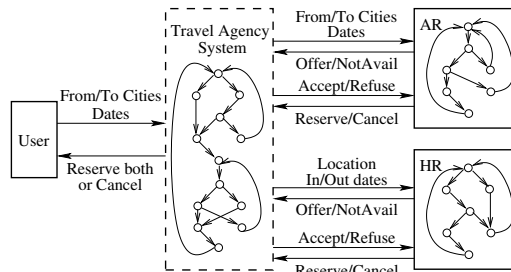 Travel Agency
System
From/To Cities
Dates
Offer/NotAvail
Accept/Refuse
Reserve/Cancel
AR
User
From/To Cities
Dates
Reserve both
or Cancel
Location
In/Out dates
Offer/NotAvail
Accept/Refuse
Reserve/Cancel
HR